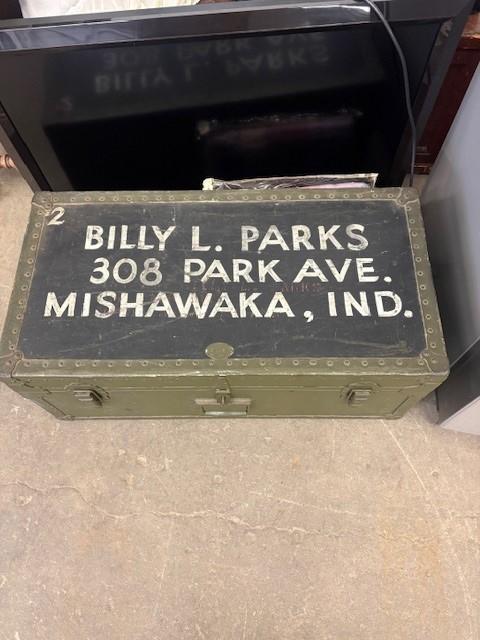 2
BILLY L. PARKS
308 PARK AVE.
MISHAWAKA, IND.